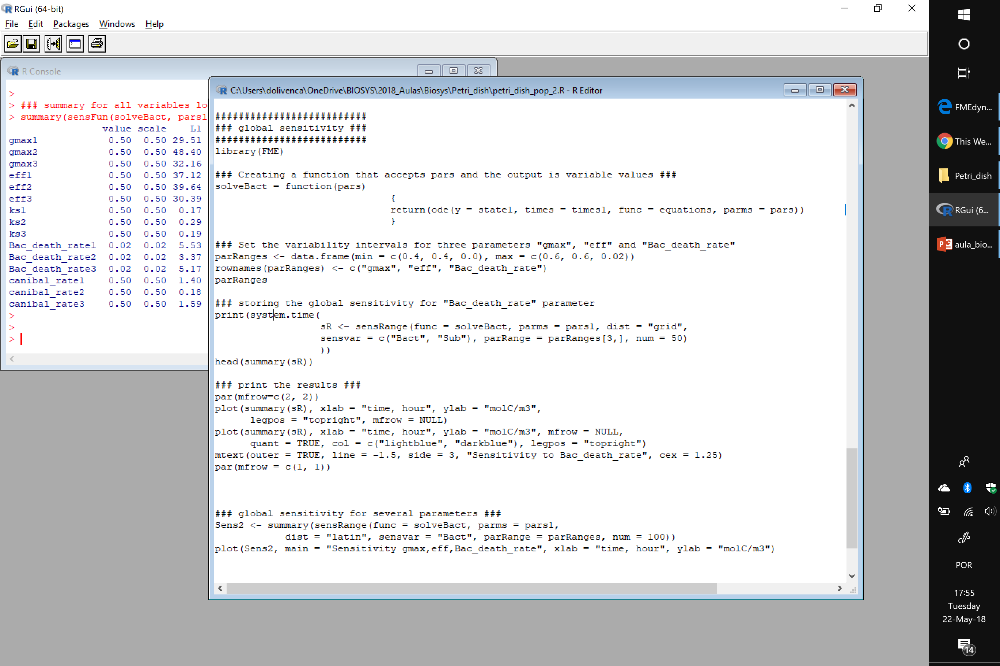 RGui (64-bit)
File Edit Packages Windows Help
R Console
>
> ### summary for all variables lo
> summary(sensFun(solveBact, pars1
value scale L1
gmax1 0.50 0.50 29.51
gmax2 0.50 0.50 48.40
gmax3 0.50 0.50 32.16
eff1 0.50 0.50 37.12
eff2 0.50 0.50 39.64
eff3 0.50 0.50 30.39
ks1 0.50 0.50 0.17
ks2 0.50 0.50 0.29
ks3 0.50 0.50 0.19
Bac_death_rate1 0.02 0.02 5.53
Bac_death_rate2 0.02 0.02 3.37
Bac_death_rate3 0.02 0.02 5.17
canibal_rate1 0.50 0.50 1.40
canibal_rate2 0.50 0.50 0.18
canibal_rate3 0.50 0.50 1.59
>
>
>
C:\Users\dolivenca\OneDrive\BIOSYS\2018_Aulas\Biosys\Petri_dish\petri_dish_pop_2.R - R Editor
##########################
### global sensitivity ###
##########################
library(FME)
### Creating a function that accepts pars and the output is variable values ###
solveBact = function(pars)
{
return(ode(y = state1, times = times1, func = equations, parms = pars))
}
### Set the variability intervals for three parameters "gmax", "eff" and "Bac_death_rate"
parRanges <- data.frame(min = c(0.4, 0.4, 0.0), max = c(0.6, 0.6, 0.02))
rownames(parRanges) <- c("gmax", "eff", "Bac_death_rate")
parRanges
### storing the global sensitivity for "Bac_death_rate" parameter
print(system.time(
sR <- sensRange(func = solveBact, parms = pars1, dist = "grid",
sensvar = c("Bact", "Sub"), parRange = parRanges[3,], num = 50)
))
head(summary(sR))
### print the results ###
par(mfrow=c(2, 2))
plot(summary(sR), xlab = "time, hour", ylab = "molC/m3",
legpos = "topright", mfrow = NULL)
plot(summary(sR), xlab = "time, hour", ylab = "molC/m3", mfrow = NULL,
quant = TRUE, col = c("lightblue", "darkblue"), legpos = "topright")
mtext(outer = TRUE, line = -1.5, side = 3, "Sensitivity to Bac_death_rate", cex = 1.25)
par(mfrow = c(1, 1))
### global sensitivity for several parameters ###
Sens2 <- summary(sensRange(func = solveBact, parms = pars1,
dist = "latin", sensvar = "Bact", parRange = parRanges, num = 100))
plot(Sens2, main = "Sensitivity gmax,eff,Bac_death_rate", xlab = "time, hour", ylab = "molC/m3")
FMEdyn...
This We...
Petri_dish
RGui (6...
aula_bio...
POR
17:55
Tuesday
22-May-18
14